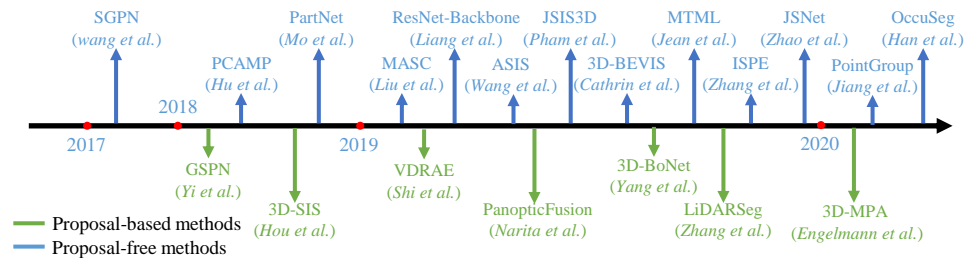 SGPN
(wang et al.)
PCAMP
(Hu et al.)
PartNet
(Mo et al.)
MASC
(Liu et al.)
ResNet-Backbone
(Liang et al.)
ASIS
(Wang et al.)
JSIS3D
(Pham et al.)
3D-BEVIS
(Cathrin et al.)
MTML
(Jean et al.)
ISPE
(Zhang et al.)
JSNet
(Zhao et al.)
PointGroup
(Jiang et al.)
OccuSeg
(Han et al.)
2017
2018
2019
2020
GSPN
(Yi et al.)
3D-SIS
(Hou et al.)
VDRAE
(Shi et al.)
PanopticFusion
(Narita et al.)
3D-BoNet
(Yang et al.)
LiDARSeg
(Zhang et al.)
3D-MPA
(Engelmann et al.)
Proposal-based methods
Proposal-free methods